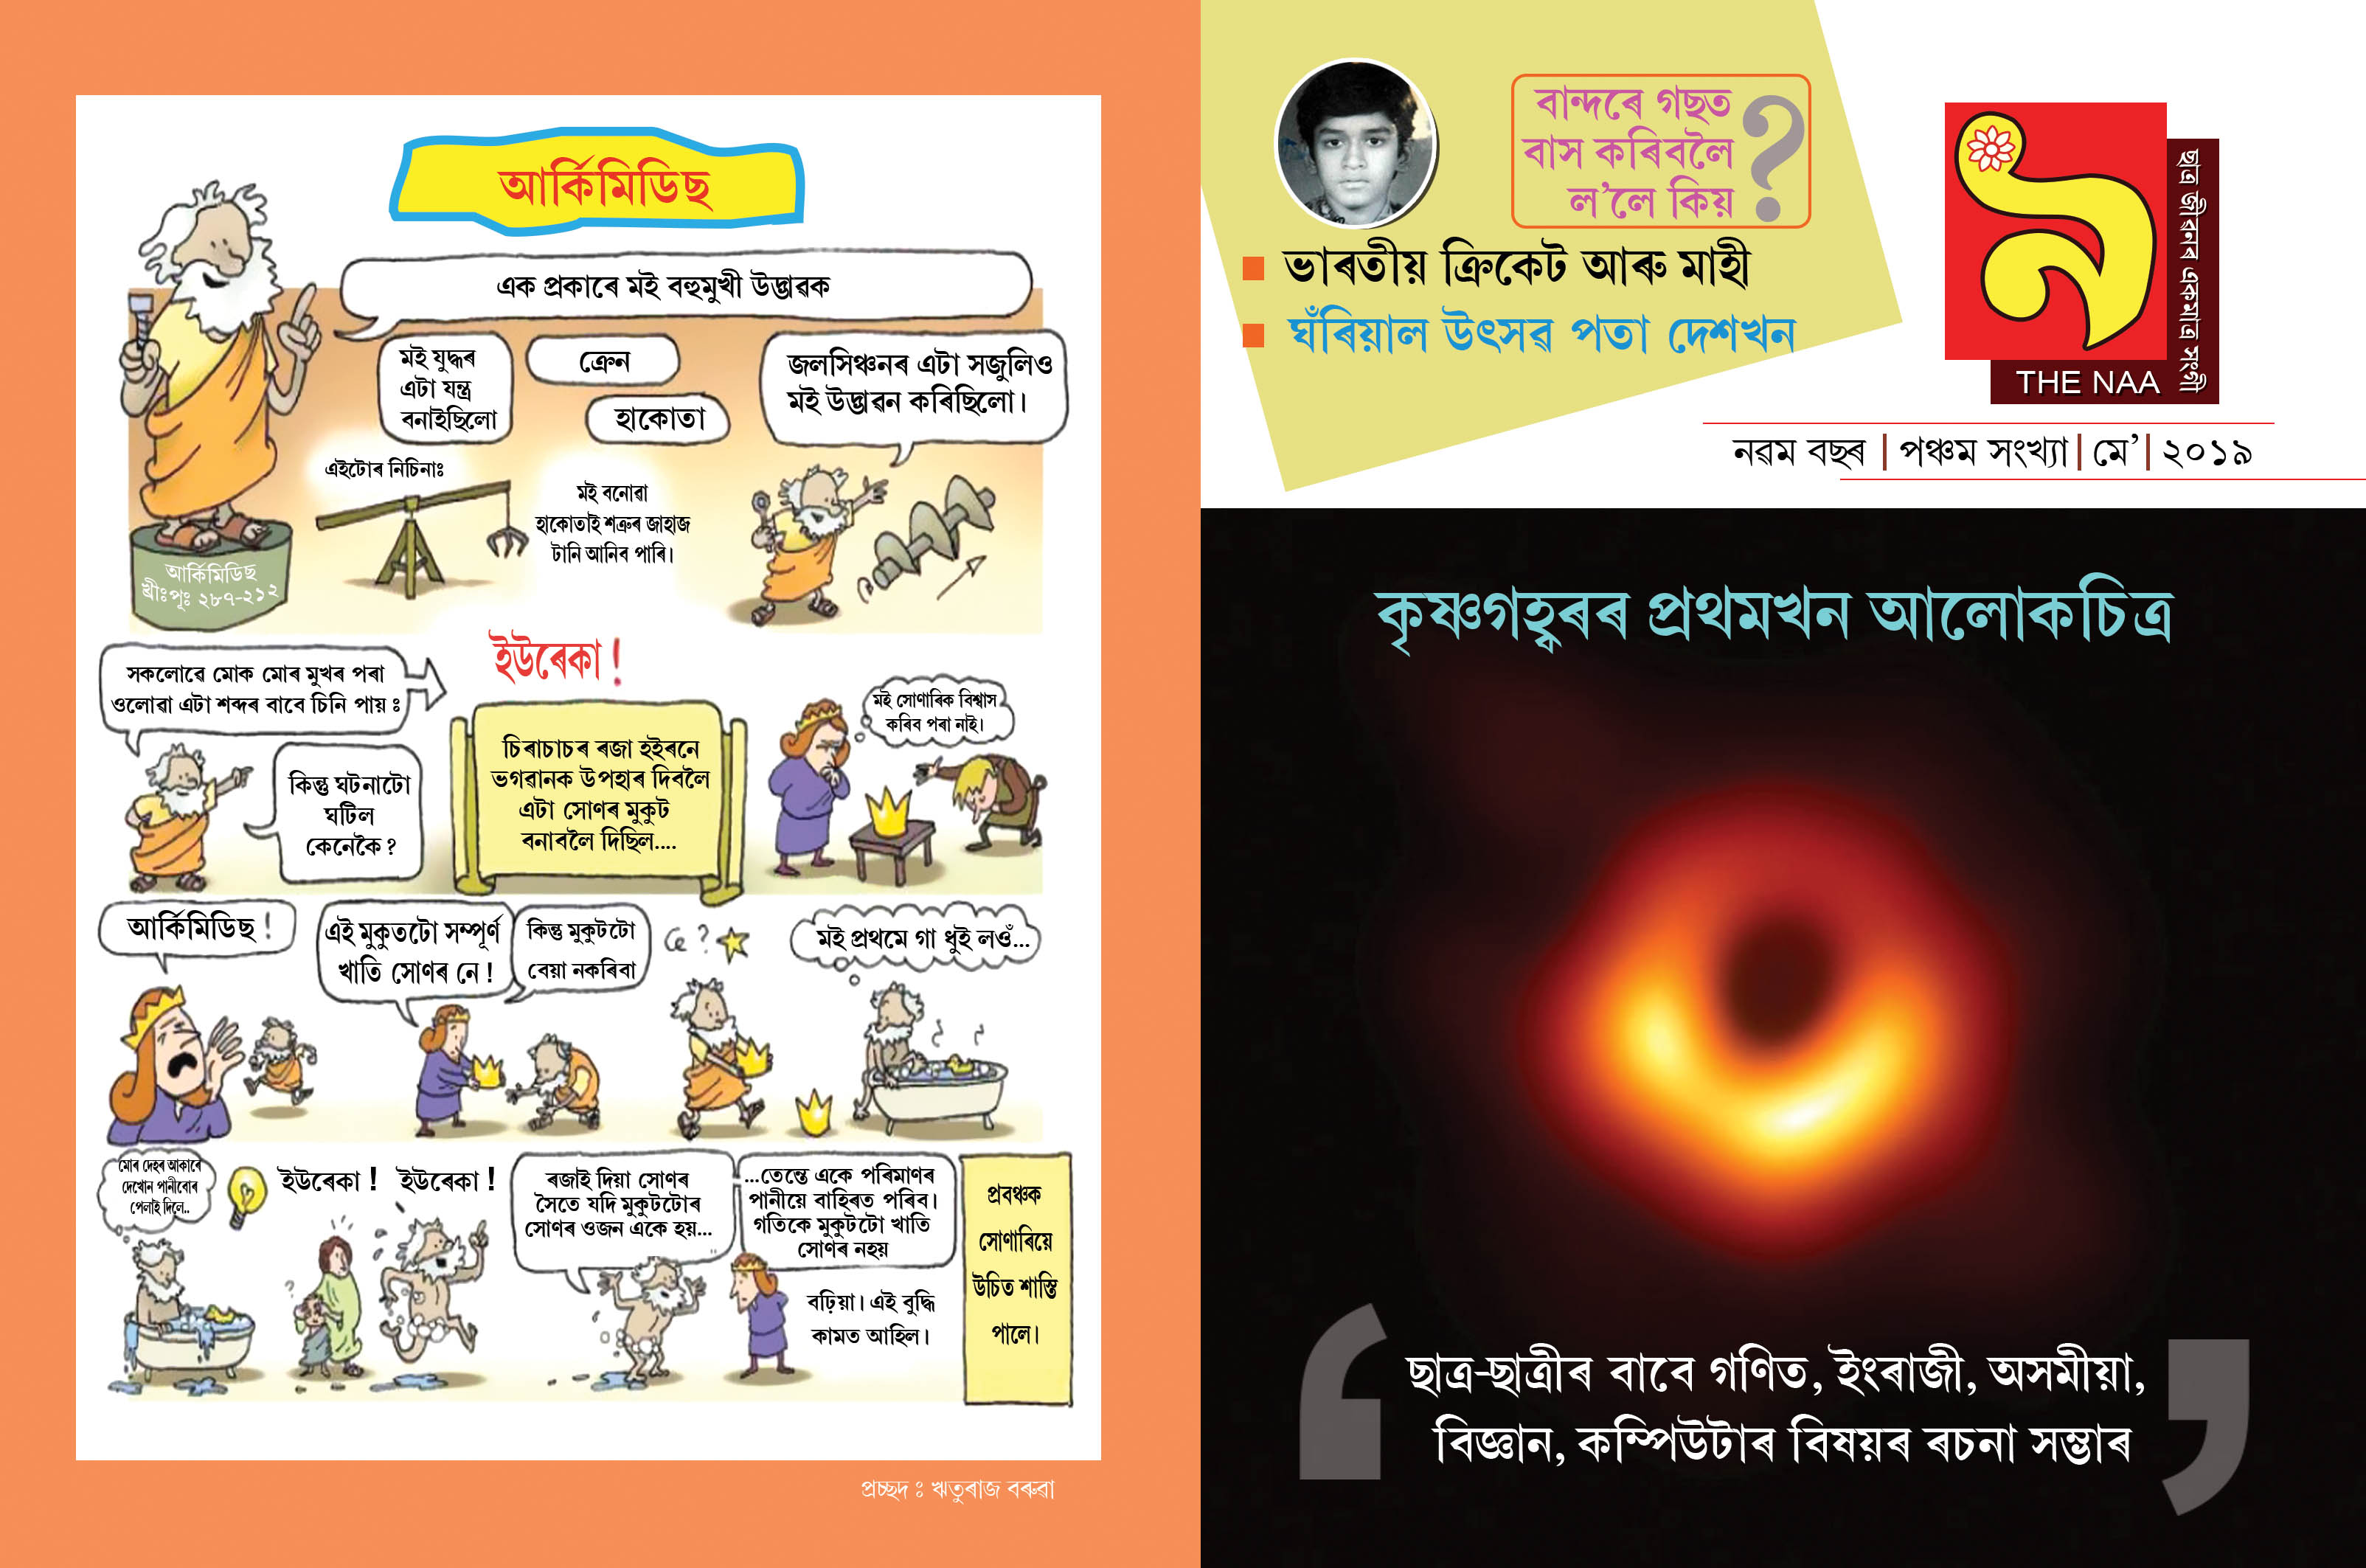 আৰ্কিমিডিছ
এক প্ৰকাৰে মই বহুমুখী উদ্ভাৱক
মই যুদ্ধৰ
এটা যন্ত্ৰ
বনাইছিলো
ক্ৰেন
হাকোতা
জলসিঞ্চনৰ এটা সজুলিও
মই উদ্ভাৱন কৰিছিলো।
এইটোৰ নিচিনাঃ
মই বনোৱা
হাকোতাই শত্ৰুৰ জাহাজ
টানি আনিব পাৰি।
আৰ্কিমিডিছ
খ্ৰীঃপূঃ ২৮৭-২১২
সকলোৱে মোক মোৰ মুখৰ পৰা
ওলোৱা এটা শব্দৰ বাবে চিনি পায় ঃ
ইউৰেকা !
কিন্তু ঘটনাটো
ঘটিল
কেনেকৈ ?
চিৰাচাচৰ ৰজা হইৰনে
ভগৱানক উপহাৰ দিবলৈ
এটা সোণৰ মুকুট
বনাবলৈ দিছিল....
মই সোণাৰিক বিশ্বাস
কৰিব পৰা নাই।
আৰ্কিমিডিছ !
এই মুকুতটো সম্পূৰ্ণ
খাতি সোণৰ নে !
কিন্তু মুকুটটো
বেয়া নকৰিবা
এে ?
মই প্ৰথমে গা ধুই লওঁ...
মোৰ দেহৰ আকাৰে
দেখোন পানীবোৰ
পেলাই দিলে..
ইউৰেকা ! ইউৰেকা !
?
ৰজাই দিয়া সোণৰ
সৈতে যদি মুকুটটোৰ
সোণৰ ওজন একে হয়...
...তেন্তে একে পৰিমাণৰ
পানীয়ে বাহিৰত পৰিব।
গতিকে মুকুটটো খাতি
সোণৰ নহয়
বঢ়িয়া। এই বুদ্ধি
কামত আহিল।
প্ৰবঞ্চক
সোণাৰিয়ে
উচিত শাস্তি
পালে।
প্ৰচ্ছদ ঃ ঋতুৰাজ বৰুৱা
বান্দৰে গছত
বাস কৰিবলৈ
ল'লে কিয় ?
ভাৰতীয় ক্ৰিকেট আৰু মাহী
ঘঁৰিয়াল উৎসৱ পতা দেশখন
ন
ছাত্ৰ জীৱনৰ একমাত্ৰ সংগী
THE NAA
নৱম বছৰ | পঞ্চম সংখ্যা | মে' | ২০১৯
কৃষ্ণগহ্বৰৰ প্ৰথমখন আলোকচিত্ৰ
‘ছাত্ৰ-ছাত্ৰীৰ বাবে গণিত, ইংৰাজী, অসমীয়া,
বিজ্ঞান, কম্পিউটাৰ বিষয়ৰ ৰচনা সম্ভাৰ’